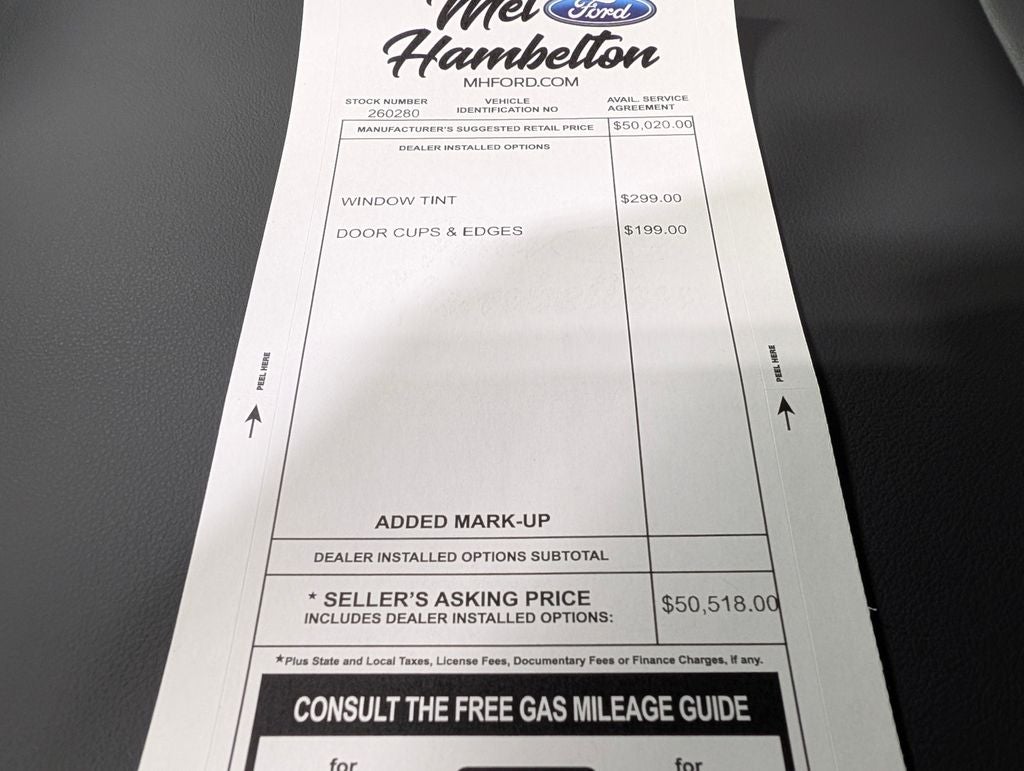 Mel Ford
Hambelton
MHFORD.COM
STOCK NUMBER VEHICLE IDENTIFICATION NO AVAIL. SERVICE AGREEMENT
260280
MANUFACTURER'S SUGGESTED RETAIL PRICE $50,020.00
DEALER INSTALLED OPTIONS
WINDOW TINT $299.00
DOOR CUPS & EDGES $199.00
PEEL HERE PEEL HERE
ADDED MARK-UP
DEALER INSTALLED OPTIONS SUBTOTAL
* SELLER'S ASKING PRICE $50,518.00
INCLUDES DEALER INSTALLED OPTIONS:
*Plus State and Local Taxes, License Fees, Documentary Fees or Finance Charges, if any.
CONSULT THE FREE GAS MILEAGE GUIDE
for for